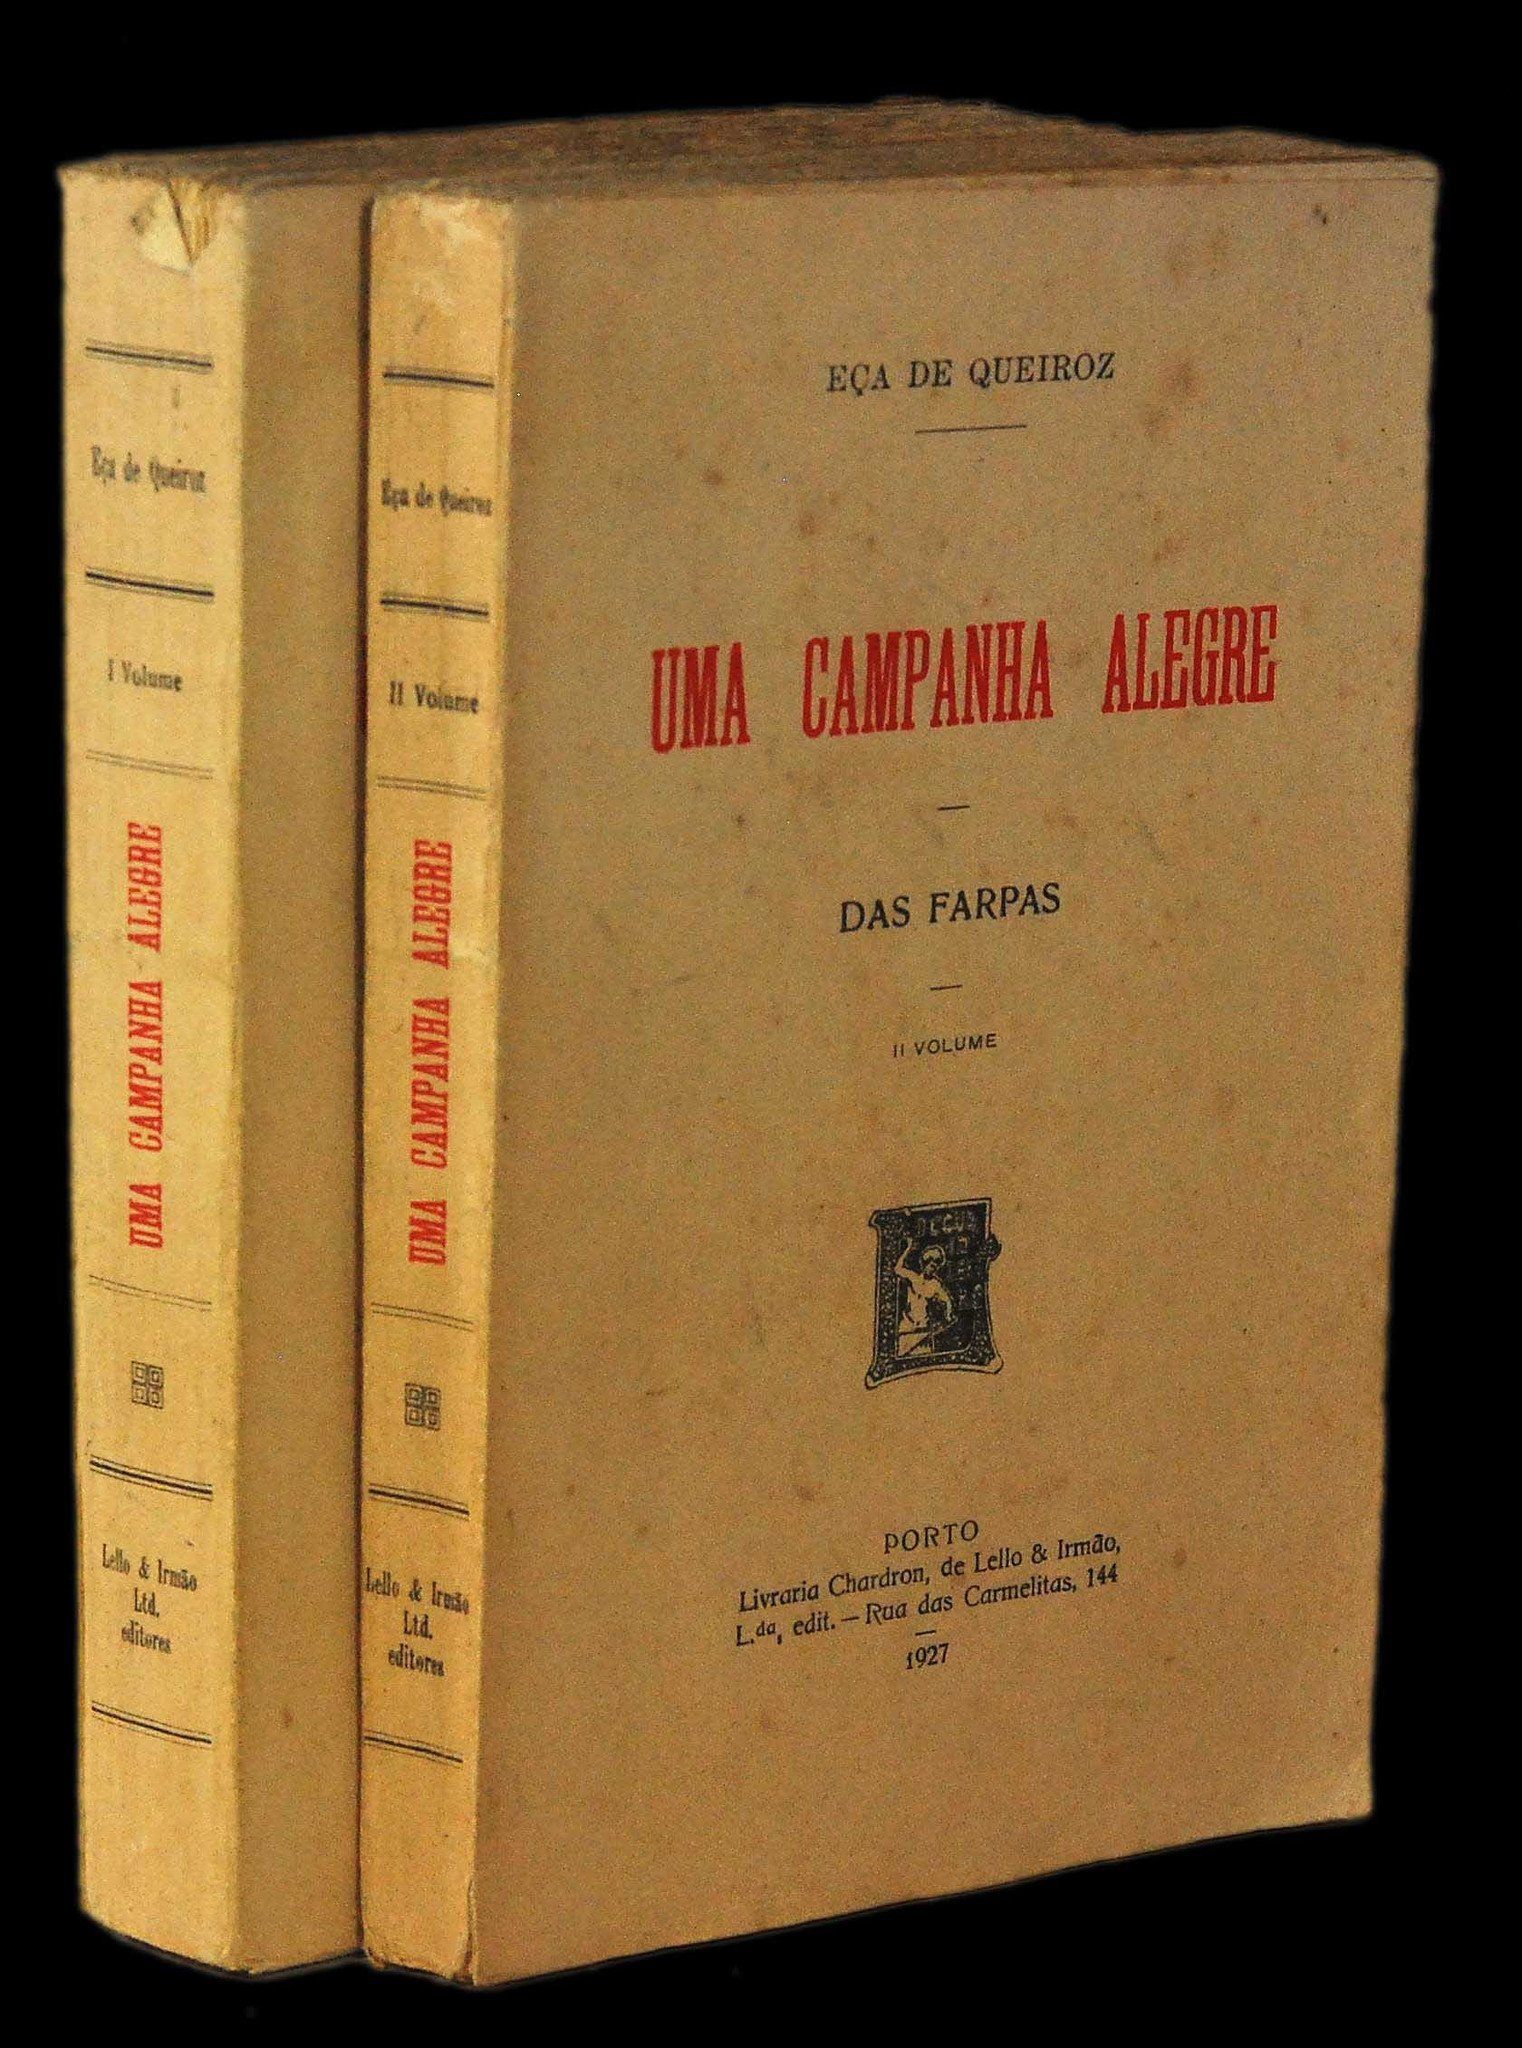 Eça de Queiroz
I Volume
UMA CAMPANHA ALEGRE
Lello & Irmão
Ltd.
editores
Eça de Queiroz
II Volume
UMA CAMPANHA ALEGRE
Lello & Irmão
Ltd.
editores
EÇA DE QUEIROZ
UMA CAMPANHA ALEGRE
DAS FARPAS
II VOLUME
PORTO
Livraria Chardron, de Lello & Irmão,
L.da, edit. — Rua das Carmelitas, 144
1927